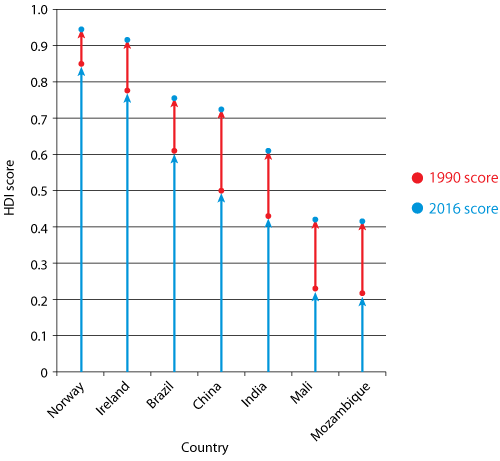 1.0
0.9
0.8
0.7
0.6
0.5
0.4
0.3
0.2
0.1
0
HDI score
Norway
Ireland
Brazil
China
India
Mali
Mozambique
Country
1990 score
2016 score